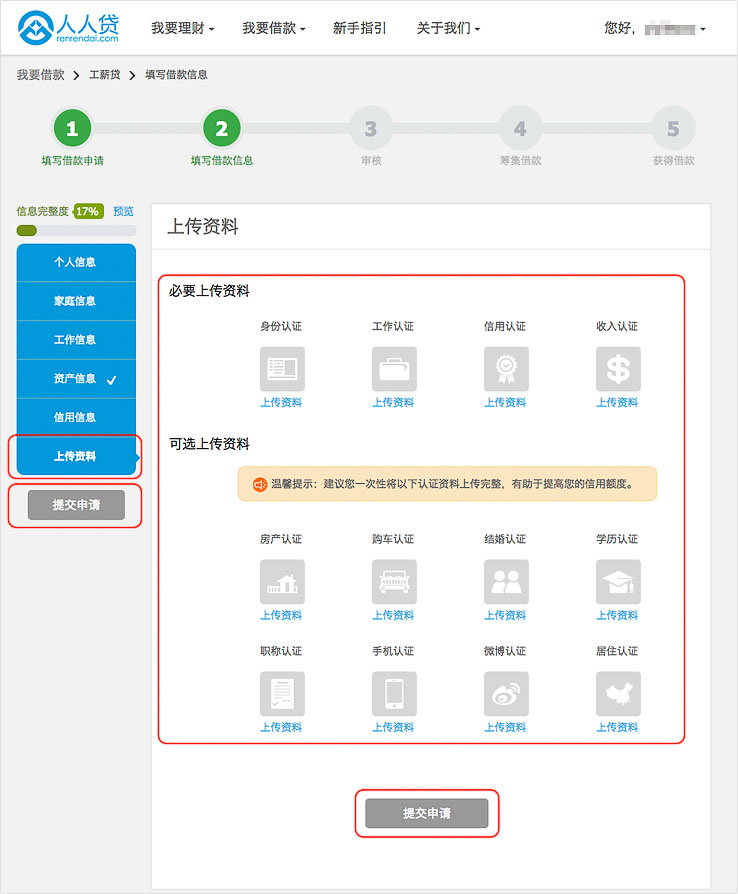 人人贷
renrendai.com
我要理财 我要借款 新手指引 关于我们 您好,
我要借款 工薪贷 填写借款信息
1 2 3 4 5
填写借款申请 填写借款信息 审核 筹集借款 获得借款
信息完整度 17% 预览
个人信息
家庭信息
工作信息
资产信息
信用信息
上传资料
提交申请
上传资料
必要上传资料
身份认证 工作认证 信用认证 收入认证
上传资料 上传资料 上传资料 上传资料
可选上传资料
温馨提示：建议您一次性将以下认证资料上传完整，有助于提高您的信用额度。
房产认证 购车认证 结婚认证 学历认证
上传资料 上传资料 上传资料 上传资料
职称认证 手机认证 微博认证 居住认证
上传资料 上传资料 上传资料 上传资料
提交申请